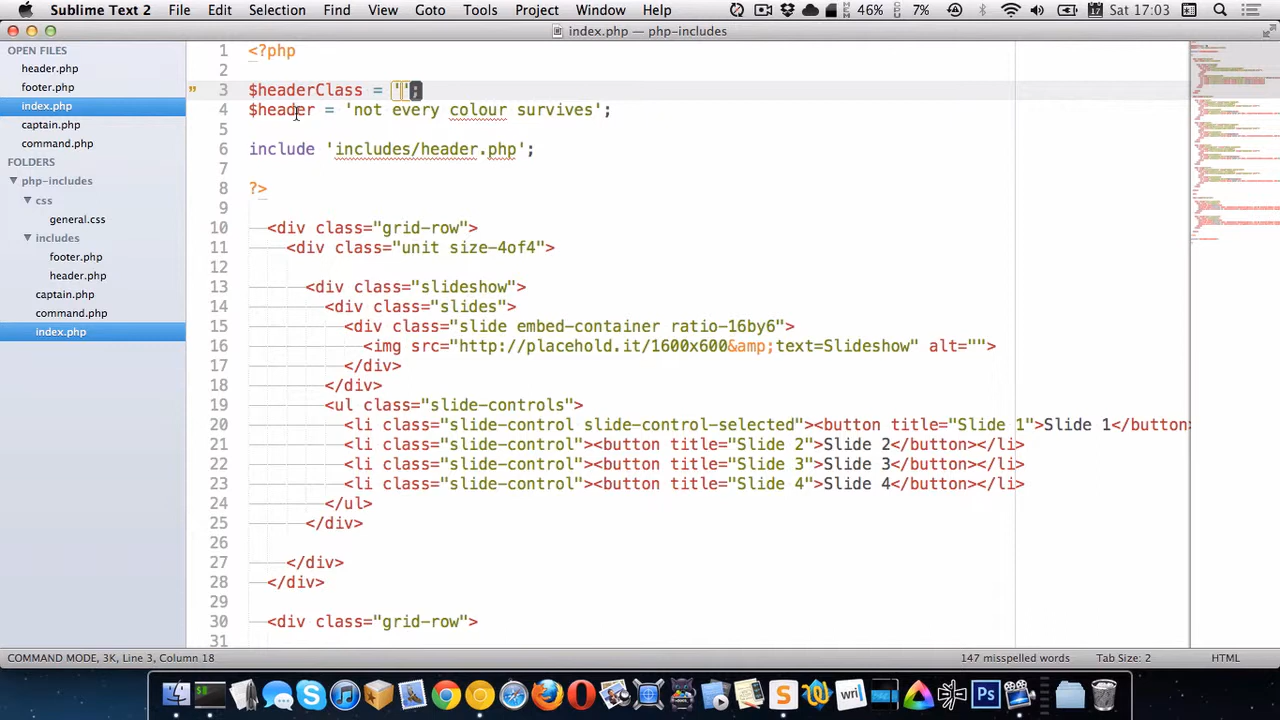 Sublime Text 2 File Edit Selection Find View Goto Tools Project Window Help 46% 7% Sat 17:03
index.php — php-includes
OPEN FILES
header.php
footer.php
index.php
captain.php
command.php
FOLDERS
php-includes
css
general.css
includes
footer.php
header.php
captain.php
command.php
index.php
1 <?php
2
3 $headerClass = '';
4 $header = 'not every colour survives';
5
6 include 'includes/header.php';
7
8 ?>
9
10 <div class="grid-row">
11 <div class="unit size-4of4">
12
13 <div class="slideshow">
14 <div class="slides">
15 <div class="slide embed-container ratio-16by6">
16 <img src="http://placehold.it/1600x600&amp;text=Slideshow" alt="">
17 </div>
18 </div>
19 <ul class="slide-controls">
20 <li class="slide-control slide-control-selected"><button title="Slide 1">Slide 1</button>
21 <li class="slide-control"><button title="Slide 2">Slide 2</button></li>
22 <li class="slide-control"><button title="Slide 3">Slide 3</button></li>
23 <li class="slide-control"><button title="Slide 4">Slide 4</button></li>
24 </ul>
25 </div>
26
27 </div>
28 </div>
29
30 <div class="grid-row">
31
COMMAND MODE, 3K, Line 3, Column 18 147 misspelled words Tab Size: 2 HTML
wri
Ps